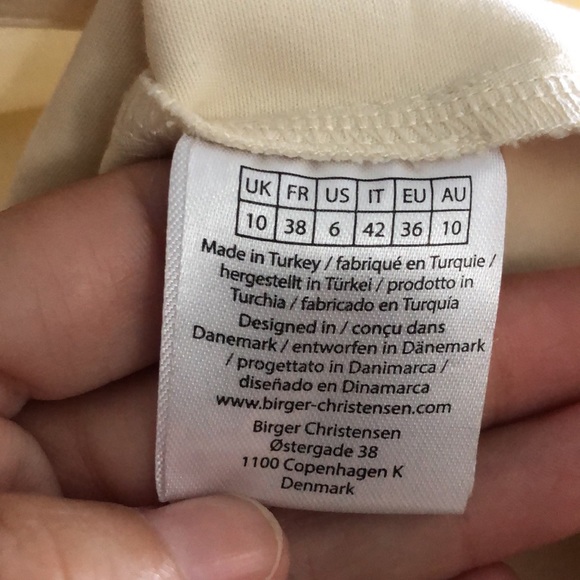 UK FR US IT EU AU
10 38 6 42 36 10
Made in Turkey / fabriqué en Turquie /
hergestellt in Türkei / prodotto in
Turchia / fabricado en Turquía
Designed in / conçu dans
Danemark / entworfen in Dänemark
/ progettato in Danimarca /
diseñado en Dinamarca
www.birger-christensen.com
Birger Christensen
Østergade 38
1100 Copenhagen K
Denmark